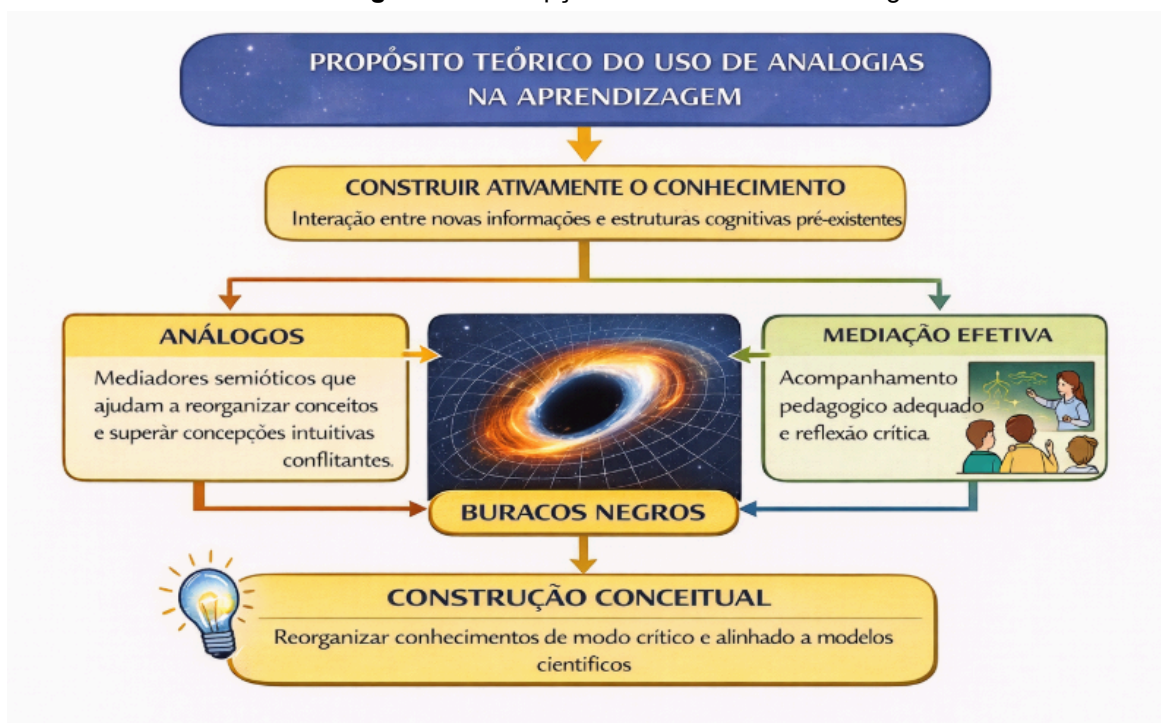 PROPÓSITO TEÓRICO DO USO DE ANALOGIAS
NA APRENDIZAGEM
CONSTRUIR ATIVAMENTE O CONHECIMENTO
Interação entre novas informações e estruturas cognitivas pré-existentes
ANÁLOGOS
Mediadores semióticos que
ajudam a reorganizar conceitos
e superàr concepções intuitivas
conflitantes.
MEDIAÇÃO EFETIVA
Acompanhamento
pedagogico adequado
e reflexão crítica
BURACOS NEGROS
CONSTRUÇÃO CONCEITUAL
Reorganizar conhecimentos de modo crítico e alinhado a modelos
cientificos